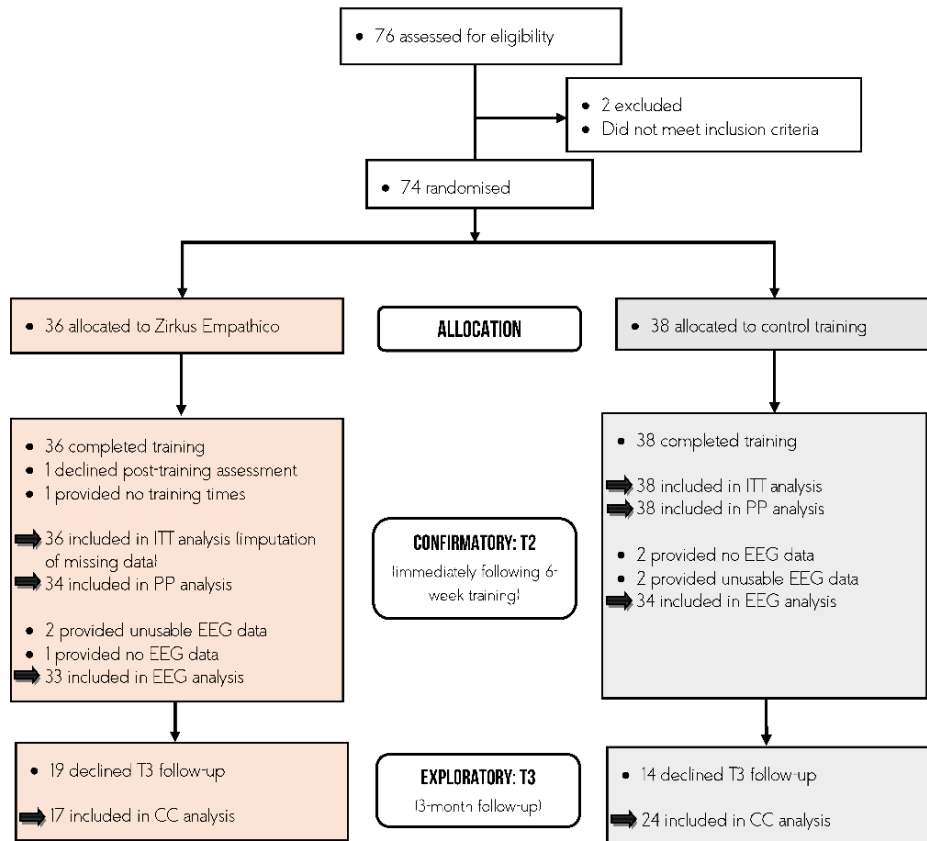 • 76 assessed for eligibility
• 2 excluded
• Did not meet inclusion criteria
• 74 randomised
• 36 allocated to Zirkus Empathico
ALLOCATION
• 38 allocated to control training
• 36 completed training
• 1 declined post-training assessment
• 1 provided no training times
36 included in ITT analysis (imputation
of missing data)
34 included in PP analysis
• 2 provided unusable EEG data
• 1 provided no EEG data
33 included in EEG analysis
CONFIRMATORY: T2
(immediately following 6-
week training)
• 38 completed training
38 included in ITT analysis
38 included in PP analysis
• 2 provided no EEG data
• 2 provided unusable EEG data
34 included in EEG analysis
• 19 declined T3 follow-up
17 included in CC analysis
EXPLORATORY: T3
(3-month follow-up)
• 14 declined T3 follow-up
24 included in CC analysis